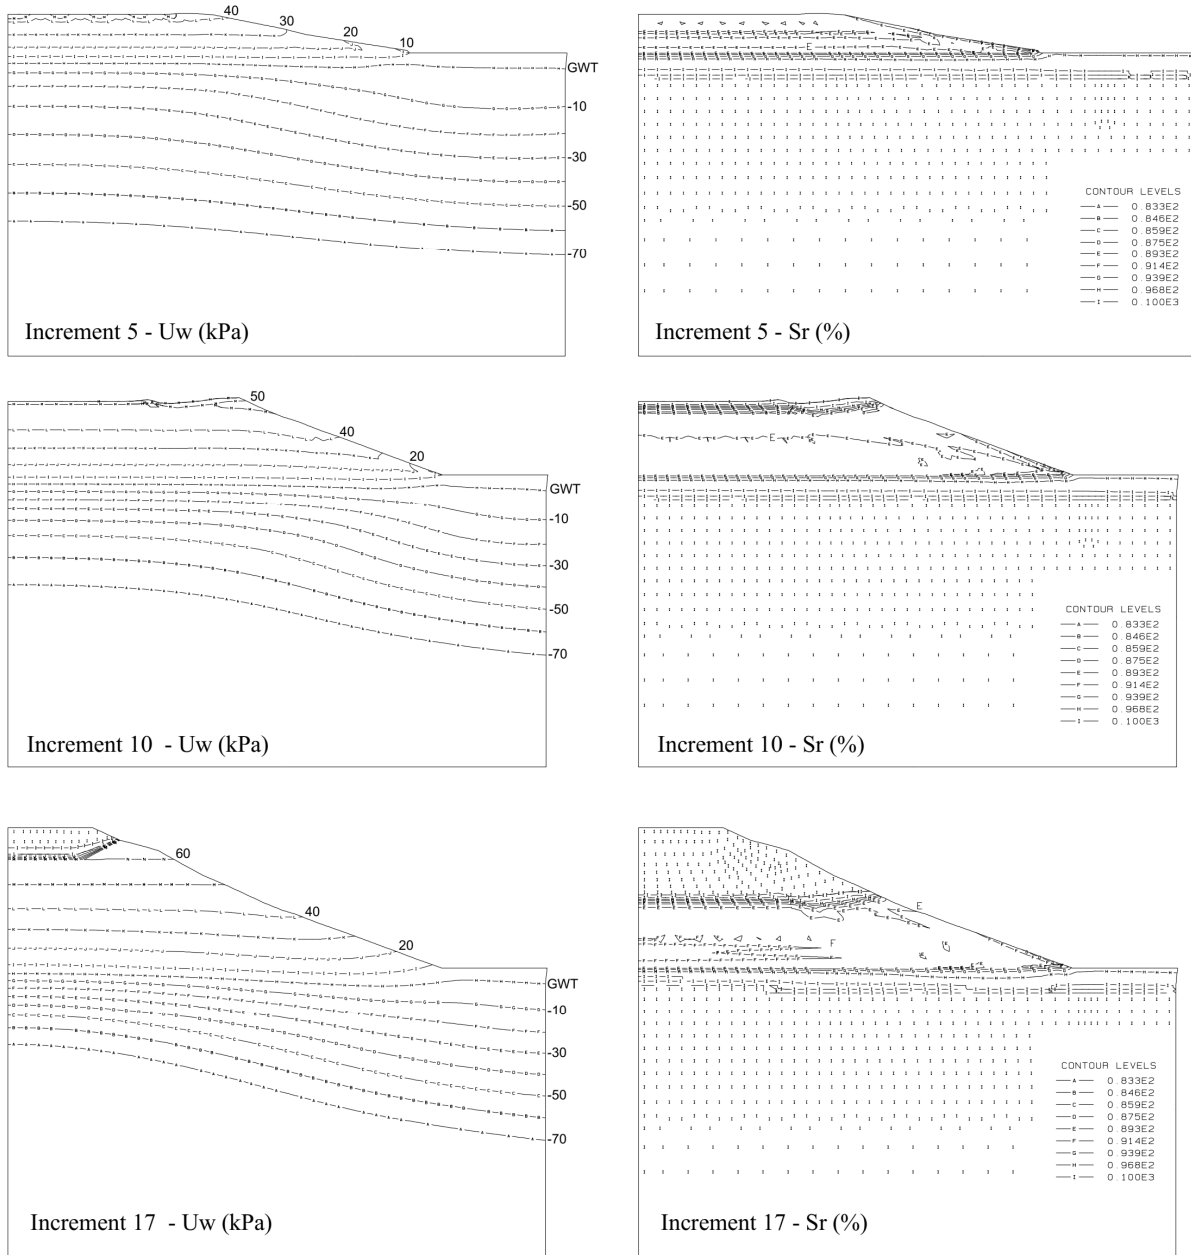 40
30
20
10
GWT
-10
-30
-50
-70
Increment 5 - Uw (kPa)
E
CONTOUR LEVELS
A 0.833E2
B 0.846E2
C 0.859E2
D 0.875E2
E 0.893E2
F 0.914E2
G 0.939E2
H 0.968E2
I 0.100E3
Increment 5 - Sr (%)
50
40
20
GWT
-10
-30
-50
-70
Increment 10 - Uw (kPa)
E
CONTOUR LEVELS
A 0.833E2
B 0.846E2
C 0.859E2
D 0.875E2
E 0.893E2
F 0.914E2
G 0.939E2
H 0.968E2
I 0.100E3
Increment 10 - Sr (%)
60
40
20
GWT
-10
-30
-50
-70
Increment 17 - Uw (kPa)
E
F
CONTOUR LEVELS
A 0.833E2
B 0.846E2
C 0.859E2
D 0.875E2
E 0.893E2
F 0.914E2
G 0.939E2
H 0.968E2
I 0.100E3
Increment 17 - Sr (%)